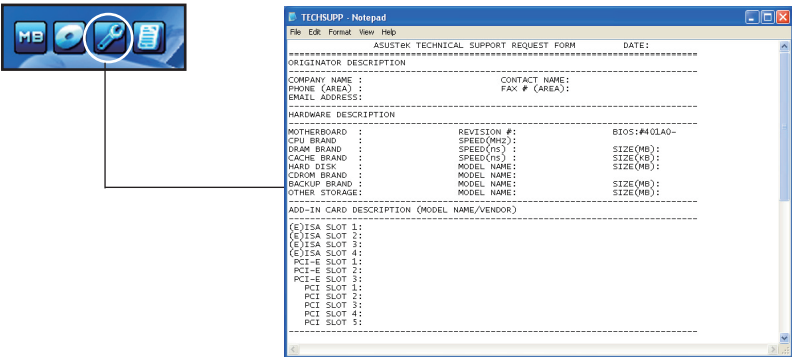 MB
TECHSUPP - Notepad
File Edit Format View Help
ASUSTeK TECHNICAL SUPPORT REQUEST FORM DATE:
ORIGINATOR DESCRIPTION
COMPANY NAME : CONTACT NAME:
PHONE (AREA) : FAX # (AREA):
EMAIL ADDRESS:
HARDWARE DESCRIPTION
MOTHERBOARD : REVISION #: BIOS:#401A0-
CPU BRAND : SPEED(MHz):
DRAM BRAND : SPEED(ns) : SIZE(MB):
CACHE BRAND : SPEED(ns) : SIZE(KB):
HARD DISK : MODEL NAME: SIZE(MB):
CDROM BRAND : MODEL NAME:
BACKUP BRAND : MODEL NAME: SIZE(MB):
OTHER STORAGE: MODEL NAME: SIZE(MB):
ADD-IN CARD DESCRIPTION (MODEL NAME/VENDOR)
(E)ISA SLOT 1:
(E)ISA SLOT 2:
(E)ISA SLOT 3:
(E)ISA SLOT 4:
PCI-E SLOT 1:
PCI-E SLOT 2:
PCI-E SLOT 3:
PCI SLOT 1:
PCI SLOT 2:
PCI SLOT 3:
PCI SLOT 4:
PCI SLOT 5: